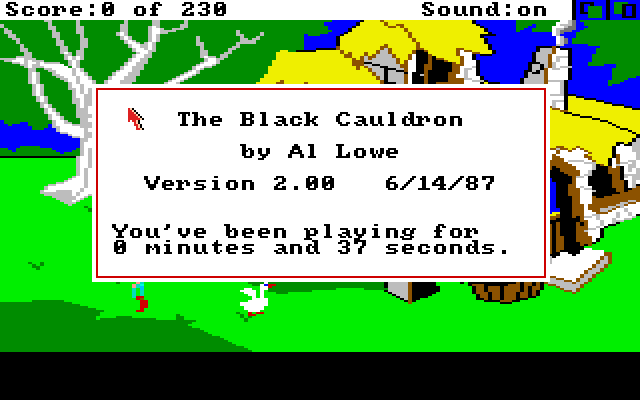 Score:0 of 230 Sound:on
The Black Cauldron
by Al Lowe
Version 2.00 6/14/87
You've been playing for
0 minutes and 37 seconds.